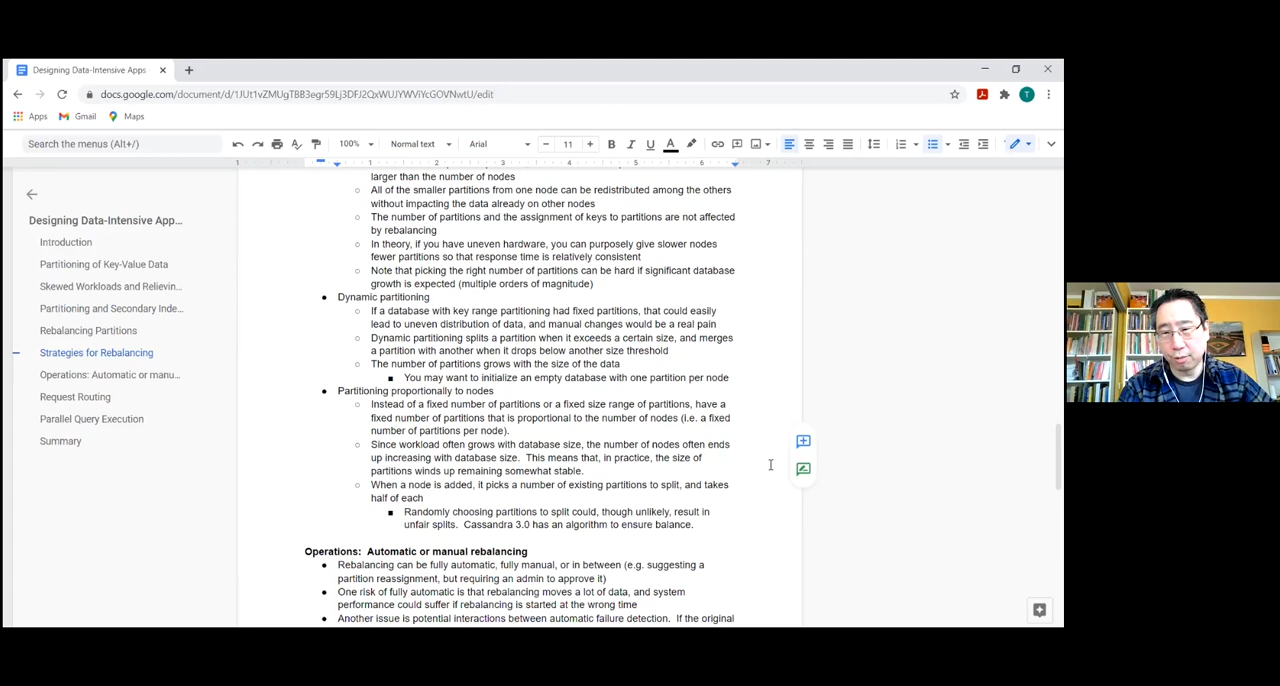 Designing Data-Intensive Apps
docs.google.com/document/d/1JUt1vZMUgTBB3egr59Lj3DFJ2QxWUJYWViYcGOVNwtU/edit
T
Apps
Gmail
Maps
Search the menus (Alt+/)
100%
Normal text
Arial
11
B I U A
1 1 2 3 4 5 6 7
Designing Data-Intensive App...
Introduction
Partitioning of Key-Value Data
Skewed Workloads and Relievin...
Partitioning and Secondary Inde...
Rebalancing Partitions
Strategies for Rebalancing
Operations: Automatic or manu...
Request Routing
Parallel Query Execution
Summary
larger than the number of nodes
All of the smaller partitions from one node can be redistributed among the others
without impacting the data already on other nodes
The number of partitions and the assignment of keys to partitions are not affected
by rebalancing
In theory, if you have uneven hardware, you can purposely give slower nodes
fewer partitions so that response time is relatively consistent
Note that picking the right number of partitions can be hard if significant database
growth is expected (multiple orders of magnitude)
Dynamic partitioning
If a database with key range partitioning had fixed partitions, that could easily
lead to uneven distribution of data, and manual changes would be a real pain
Dynamic partitioning splits a partition when it exceeds a certain size, and merges
a partition with another when it drops below another size threshold
The number of partitions grows with the size of the data
You may want to initialize an empty database with one partition per node
Partitioning proportionally to nodes
Instead of a fixed number of partitions or a fixed size range of partitions, have a
fixed number of partitions that is proportional to the number of nodes (i.e. a fixed
number of partitions per node).
Since workload often grows with database size, the number of nodes often ends
up increasing with database size. This means that, in practice, the size of
partitions winds up remaining somewhat stable.
When a node is added, it picks a number of existing partitions to split, and takes
half of each
Randomly choosing partitions to split could, though unlikely, result in
unfair splits. Cassandra 3.0 has an algorithm to ensure balance.
Operations: Automatic or manual rebalancing
Rebalancing can be fully automatic, fully manual, or in between (e.g. suggesting a
partition reassignment, but requiring an admin to approve it)
One risk of fully automatic is that rebalancing moves a lot of data, and system
performance could suffer if rebalancing is started at the wrong time
Another issue is potential interactions between automatic failure detection. If the original